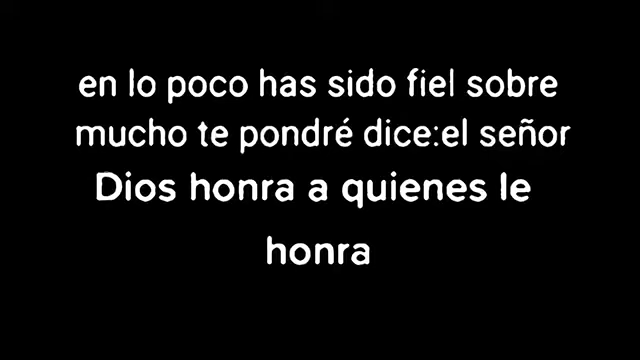 en lo poco has sido fiel sobre
mucho te pondré dice:el señor
Dios honra a quienes le
honra